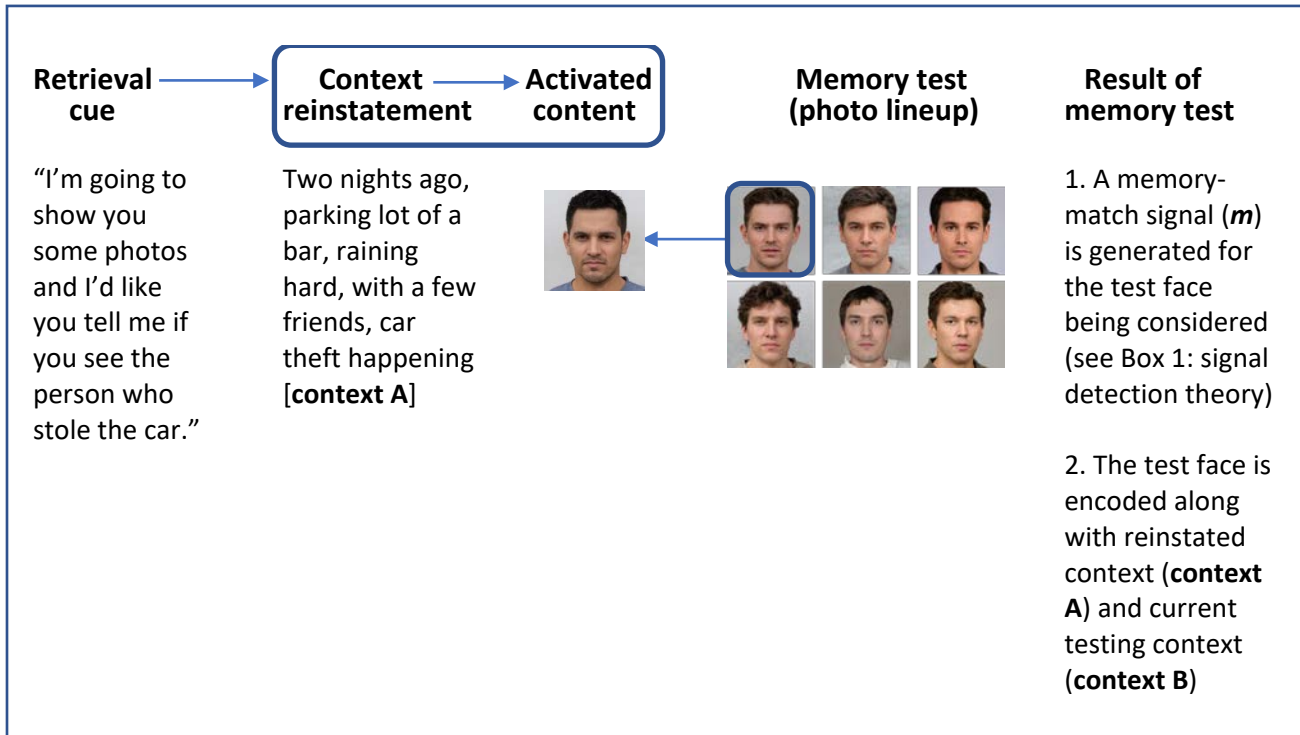 Retrieval
cue
Context
reinstatement
Activated
content
Memory test
(photo lineup)
Result of
memory test
“I’m going to
show you
some photos
and I’d like
you tell me if
you see the
person who
stole the car.”
Two nights ago,
parking lot of a
bar, raining
hard, with a few
friends, car
theft happening
[context A]
1. A memory-
match signal (m)
is generated for
the test face
being considered
(see Box 1: signal
detection theory)
2. The test face is
encoded along
with reinstated
context (context
A) and current
testing context
(context B)